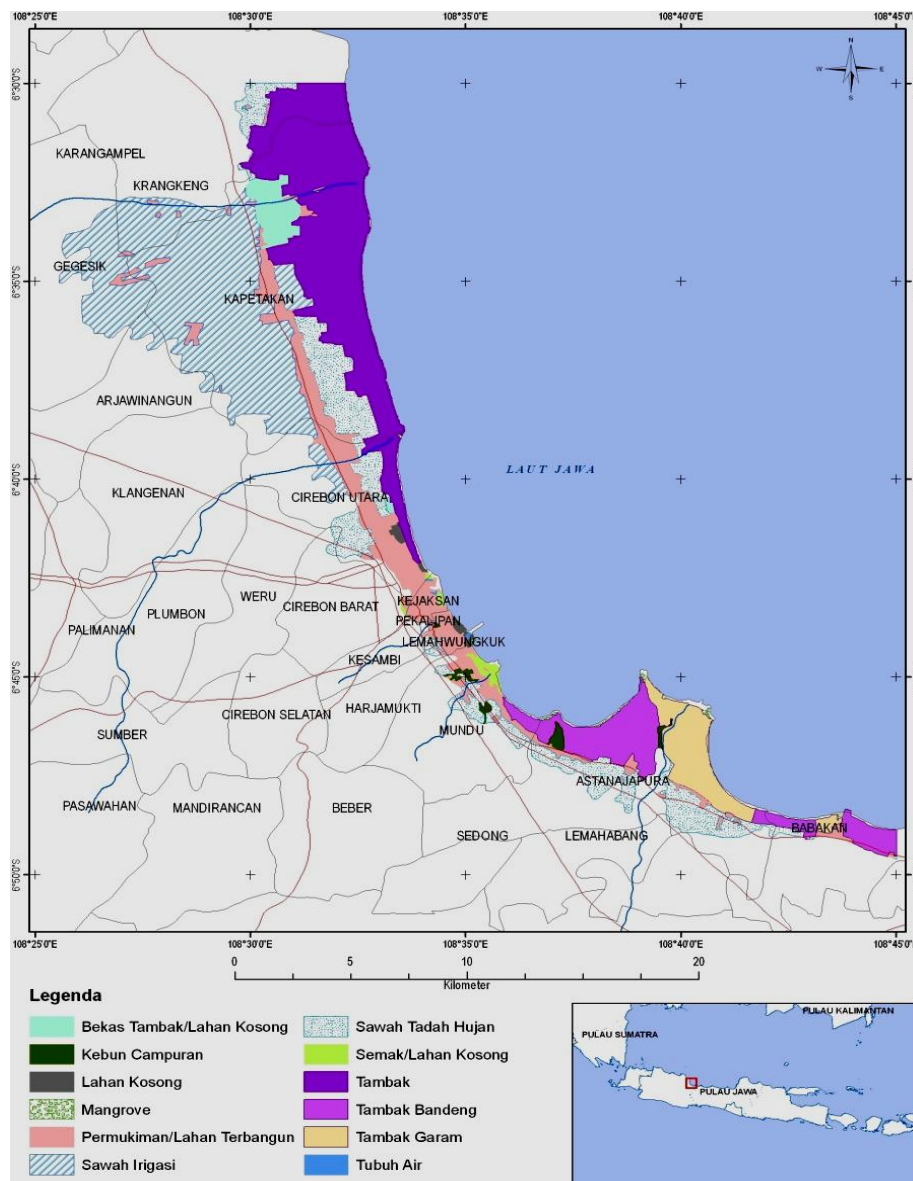 108°25'0"E 108°30'0"E 108°35'0"E 108°40'0"E 108°45'0"E
N
W E
S
6°30'0"S
KARANGAMPEL
KRANGKENG
GEGESIK
6°35'0"S
KAPETAKAN
ARJAWINANGUN
LAUT JAWA
6°40'0"S
KLANGENAN
CIREBON UTARA
WERU
CIREBON BARAT
KEJAKSAN
PLUMBON
PEKALIPAN
PALIMANAN
LEMAHWUNGKUK
KESAMBI
6°45'0"S
HARJAMUKTI
CIREBON SELATAN
MUNDU
SUMBER
ASTANAJAPURA
PASAWAHAN
MANDIRANCAN
BEBER
SEDONG
LEMAHABANG
BABAKAN
6°50'0"S
108°25'0"E 108°30'0"E 108°35'0"E 108°40'0"E 108°45'0"E
0 5 10 20
Kilometer
Legenda
Bekas Tambak/Lahan Kosong
Kebun Campuran
Lahan Kosong
Mangrove
Permukiman/Lahan Terbangun
Sawah Irigasi
Sawah Tadah Hujan
Semak/Lahan Kosong
Tambak
Tambak Bandeng
Tambak Garam
Tubuh Air
PULAU KALIMANTAN
PULAU SUMATRA
PULAU JAWA